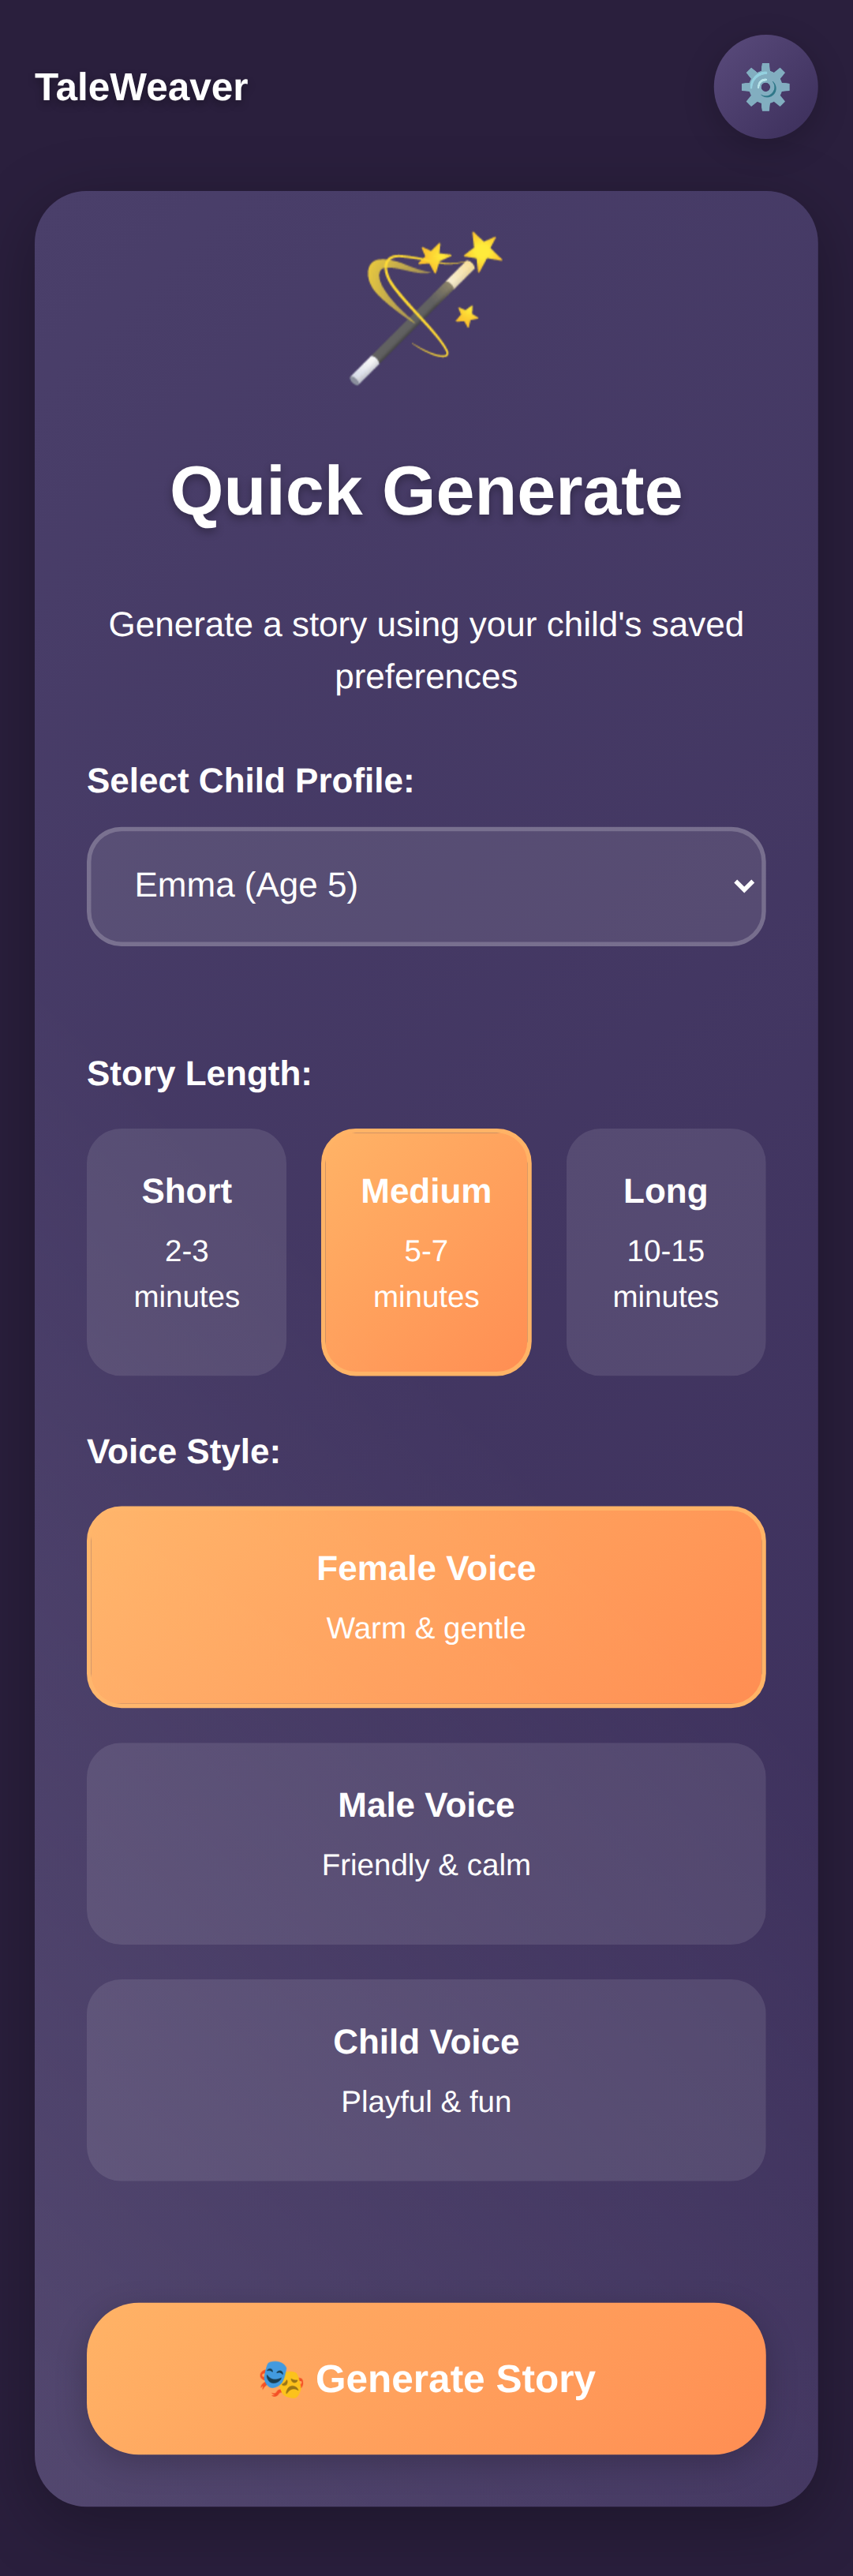 TaleWeaver
Quick Generate
Generate a story using your child's saved
preferences
Select Child Profile:
Emma (Age 5)
Story Length:
Short
2-3
minutes
Medium
5-7
minutes
Long
10-15
minutes
Voice Style:
Female Voice
Warm & gentle
Male Voice
Friendly & calm
Child Voice
Playful & fun
🎭 Generate Story